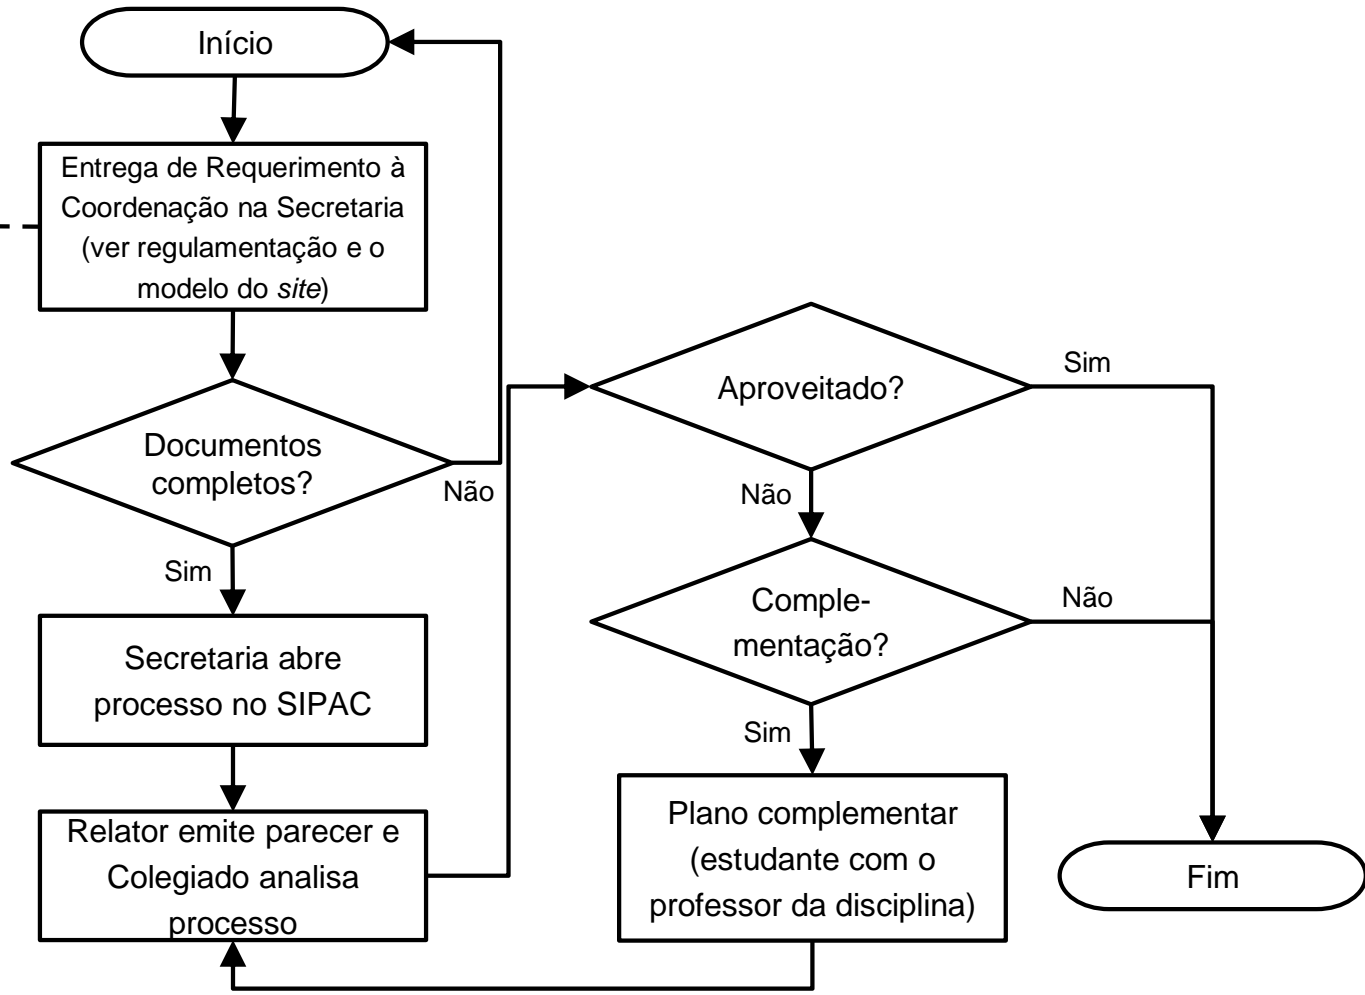 Início
Entrega de Requerimento à
Coordenação na Secretaria
(ver regulamentação e o
modelo do site)
Documentos
completos?
Não
Sim
Secretaria abre
processo no SIPAC
Relator emite parecer e
Colegiado analisa
processo
Aproveitado?
Sim
Não
Comple-
mentação?
Não
Sim
Plano complementar
(estudante com o
professor da disciplina)
Fim